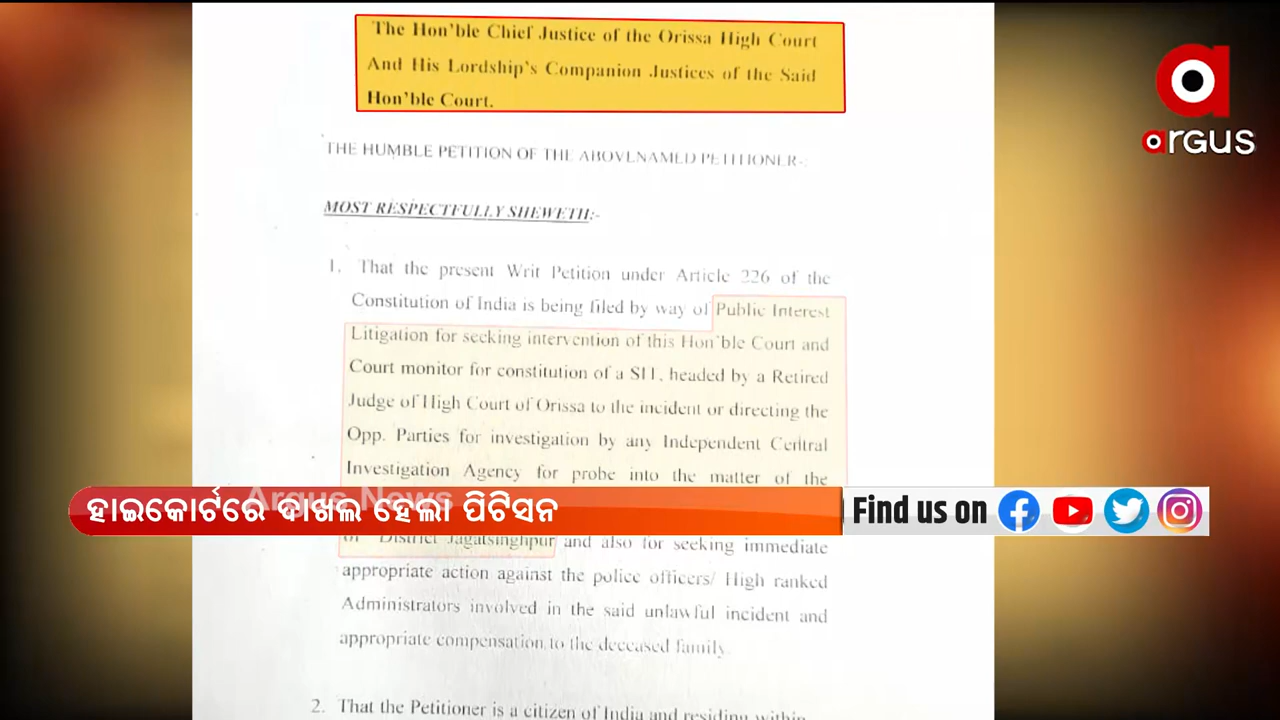 The Hon'ble Chief Justice of the Orissa High Court
And His Lordship's Companion Justices of the Said
Hon'ble Court.
argus
THE HUMBLE PETITION OF THE ABOVENAMED PETITIONER-:
MOST RESPECTFULLY SHEWETH:-
1. That the present Writ Petition under Article 226 of the
Constitution of India is being filed by way of Public Interest
Litigation for seeking intervention of this Hon'ble Court and
Court monitor for constitution of a SIT, headed by a Retired
Judge of High Court of Orissa to the incident or directing the
Opp. Parties for investigation by any Independent Central
Investigation Agency for probe into the matter of the
Argus News
ହାଇକୋର୍ଟରେ ଦାଖଲ ହେଲା ପିଟିସନ
Find us on
of District Jagatsinghpur and also for seeking immediate
appropriate action against the police officers/ High ranked
Administrators involved in the said unlawful incident and
appropriate compensation to the deceased family.
2. That the Petitioner is a citizen of India and residing within